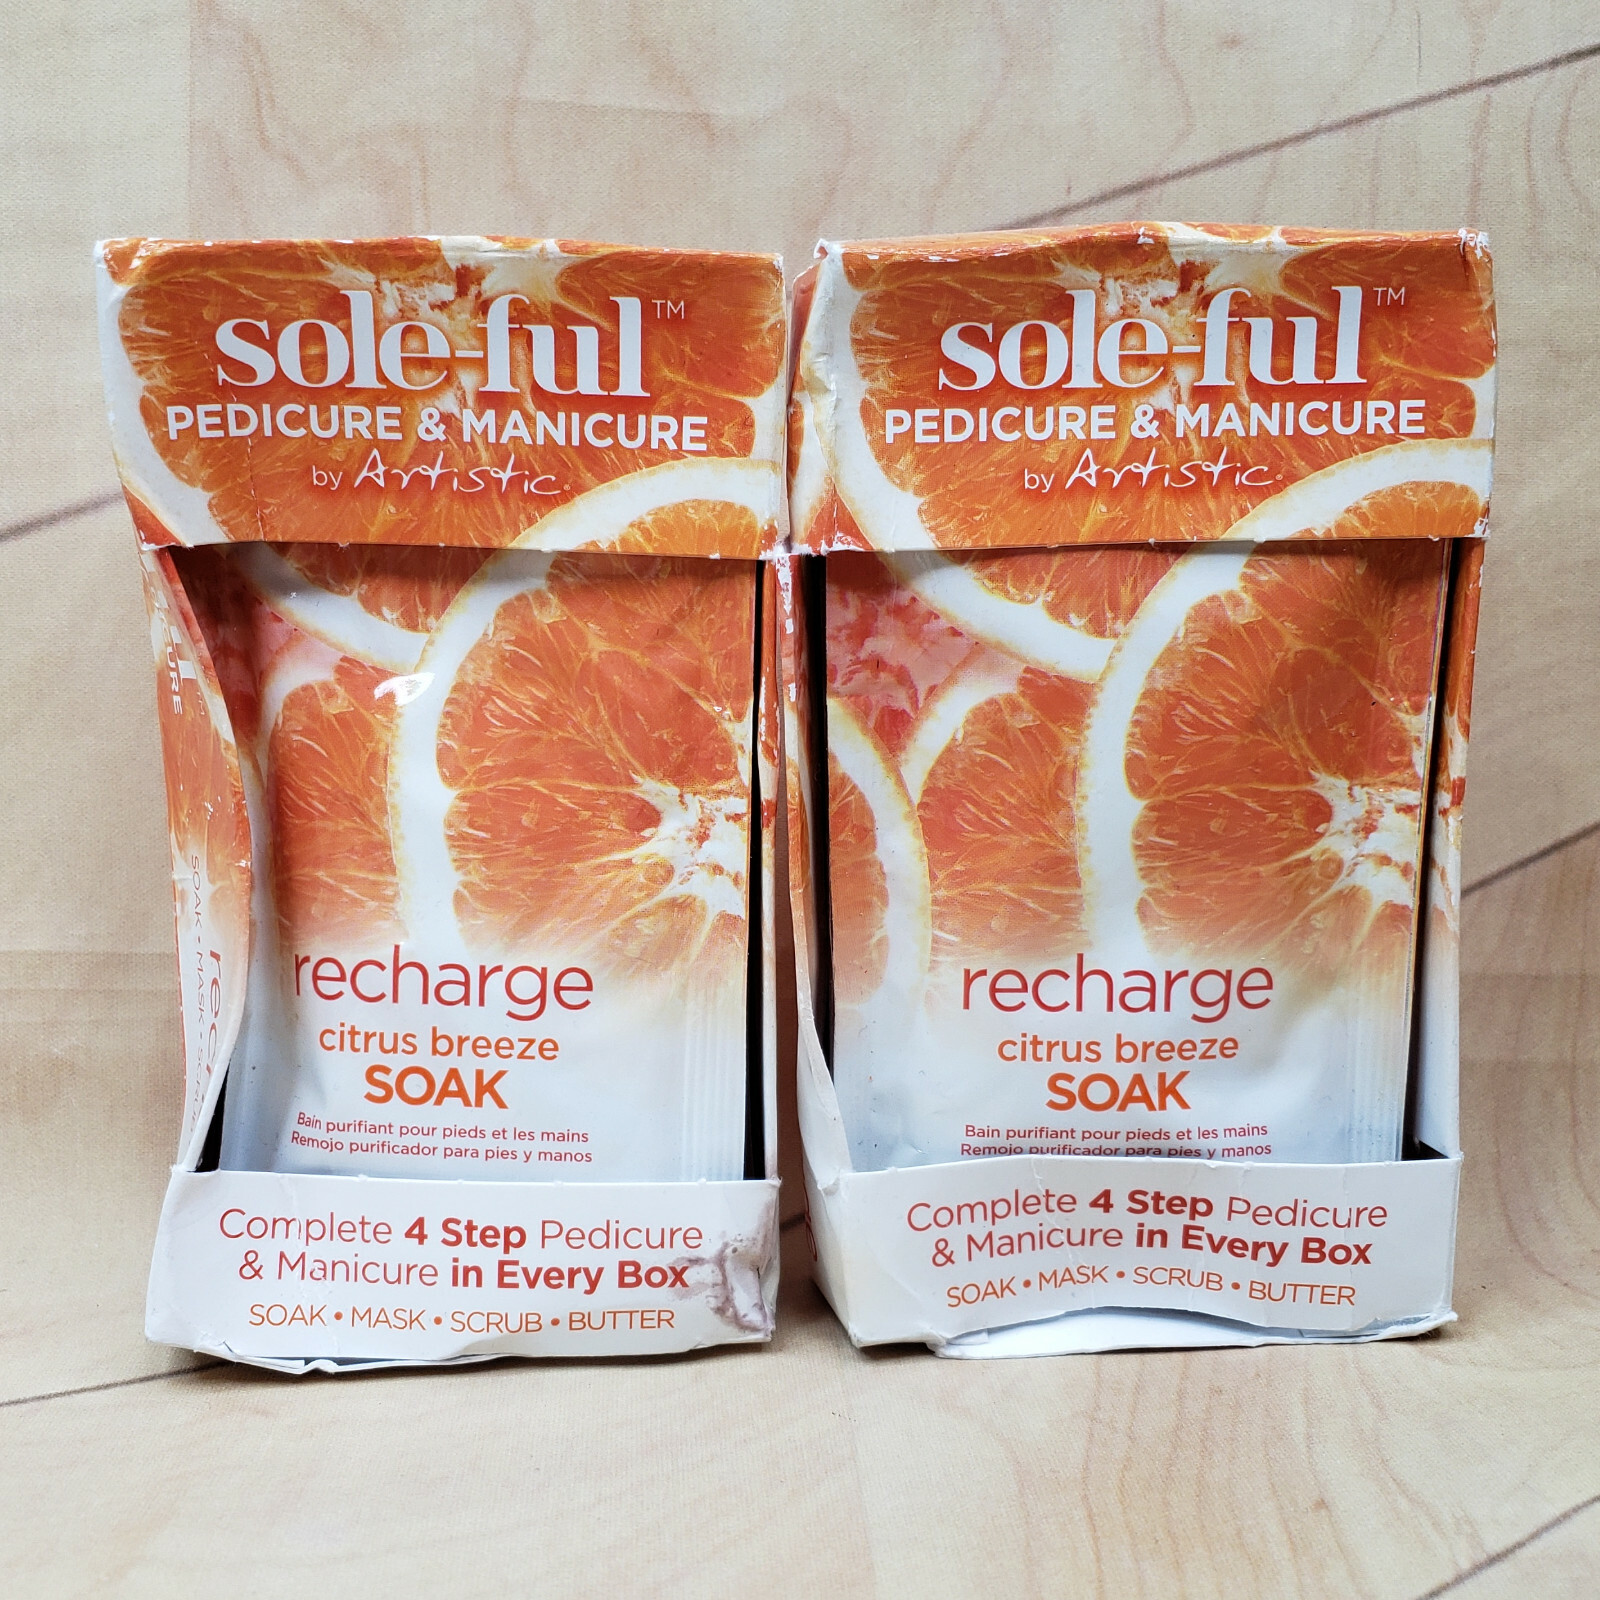 sole-ful™
PEDICURE & MANICURE
by Artistic®
recharge
citrus breeze
SOAK
Bain purifiant pour pieds et les mains
Remojo purificador para pies y manos
Complete 4 Step Pedicure
& Manicure in Every Box
SOAK • MASK • SCRUB • BUTTER
SOAK • MASK •
sole-ful™
PEDICURE & MANICURE
by Artistic®
recharge
citrus breeze
SOAK
Bain purifiant pour pieds et les mains
Remojo purificador para pies y manos
Complete 4 Step Pedicure
& Manicure in Every Box
SOAK • MASK • SCRUB • BUTTER